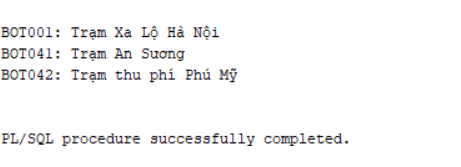 BOT001: Trạm Xa Lộ Hà Nội
BOT041: Trạm An Sương
BOT042: Trạm thu phí Phú Mỹ
PL/SQL procedure successfully completed.